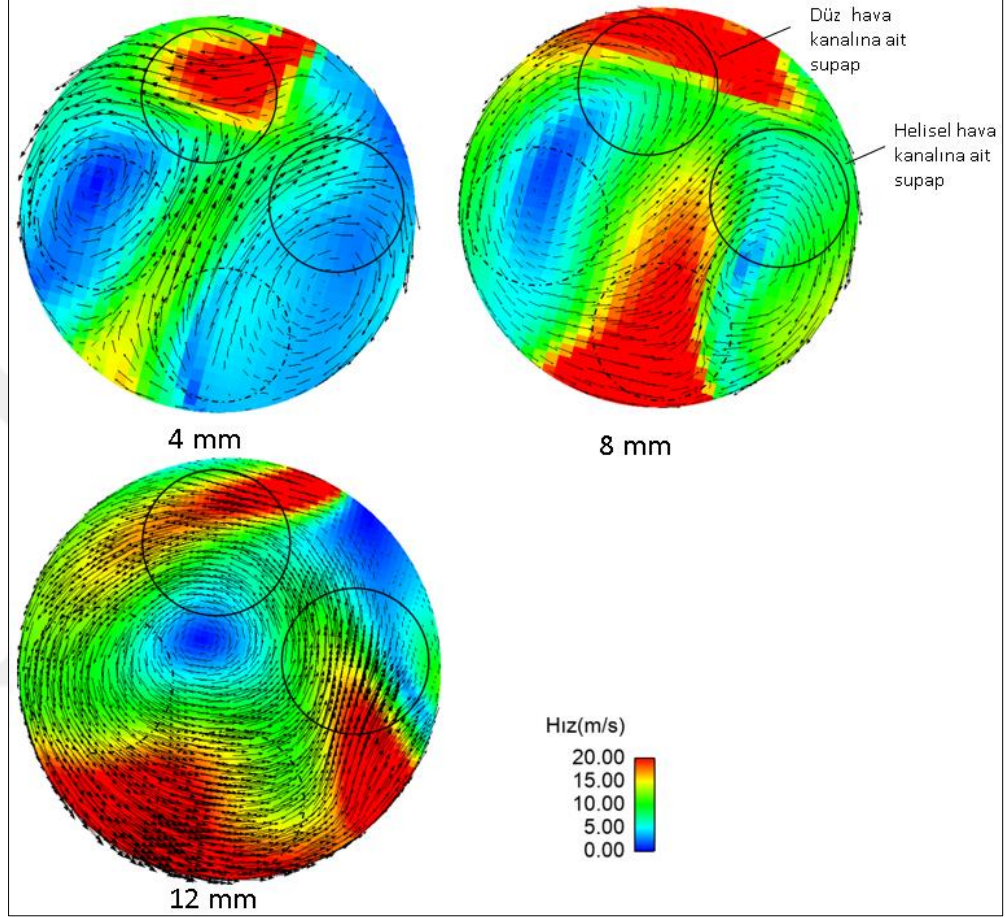 Düz hava
kanalına ait
supap
Helisel hava
kanalına ait
supap
4 mm
8 mm
12 mm
Hız(m/s)
20.00
15.00
10.00
5.00
0.00